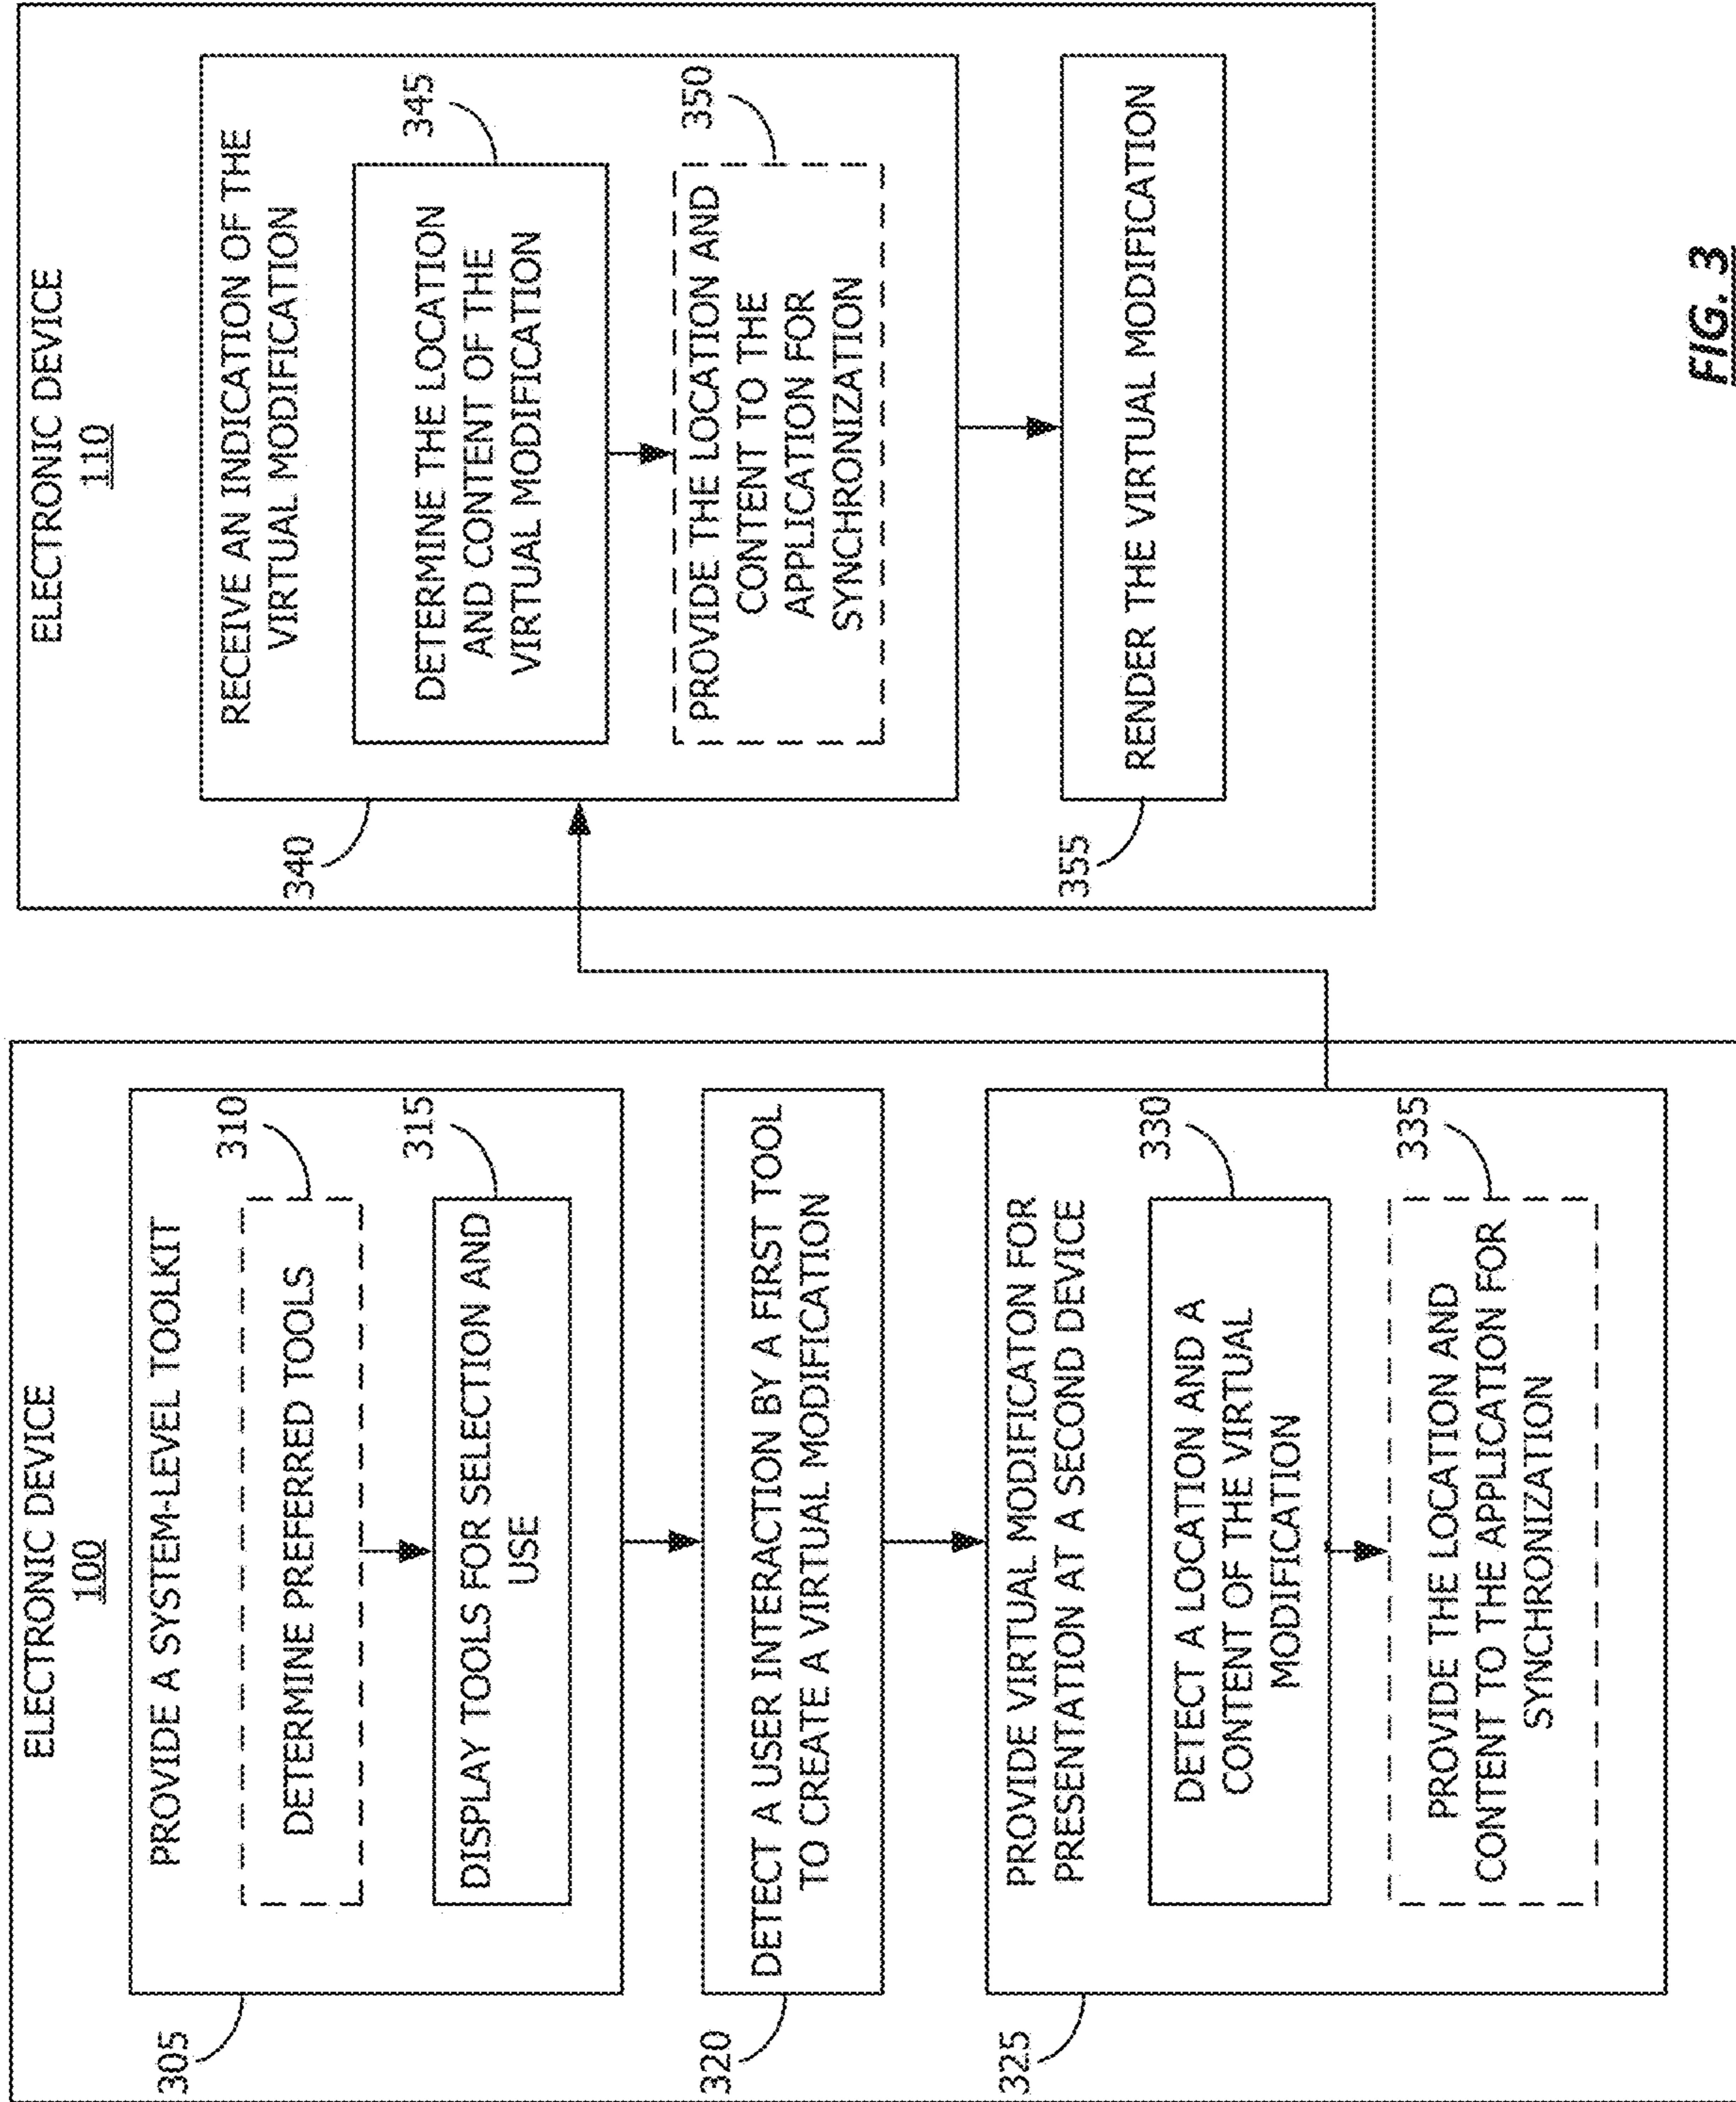 ELECTRONIC DEVICE
100
PROVIDE A SYSTEM-LEVEL TOOLKIT
305
DETERMINE PREFERRED TOOLS
310
DISPLAY TOOLS FOR SELECTION AND
USE
315
DETECT A USER INTERACTION BY A FIRST TOOL
TO CREATE A VIRTUAL MODIFICATION
320
PROVIDE VIRTUAL MODIFICATON FOR
PRESENTATION AT A SECOND DEVICE
325
DETECT A LOCATION AND A
CONTENT OF THE VIRTUAL
MODIFICATION
330
PROVIDE THE LOCATION AND
CONTENT TO THE APPLICATION FOR
SYNCHRONIZATION
335
ELECTRONIC DEVICE
110
RECEIVE AN INDICATION OF THE
VIRTUAL MODIFICATION
340
DETERMINE THE LOCATION
AND CONTENT OF THE
VIRTUAL MODIFICATION
345
PROVIDE THE LOCATION AND
CONTENT TO THE
APPLICATION FOR
SYNCHRONIZATION
350
RENDER THE VIRTUAL MODIFICATION
355
FIG. 3